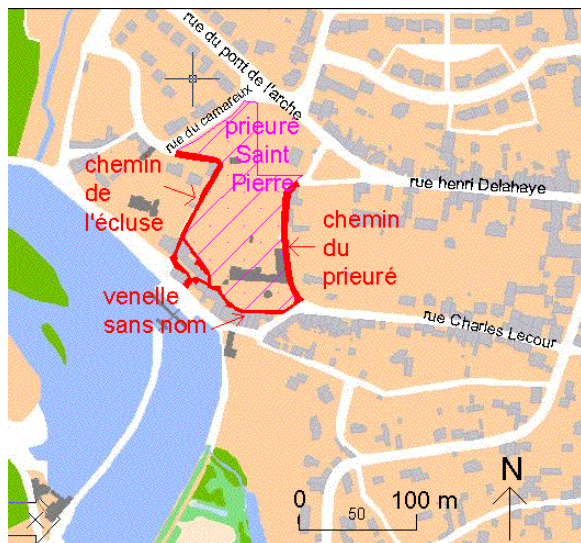 rue du pont de l'arche
rue du camareux
prieuré
Saint
Pierre
chemin
de
l'écluse
rue henri Delahaye
chemin
du
prieuré
venelle
sans nom
rue Charles Lecour
N
0 100 m
50